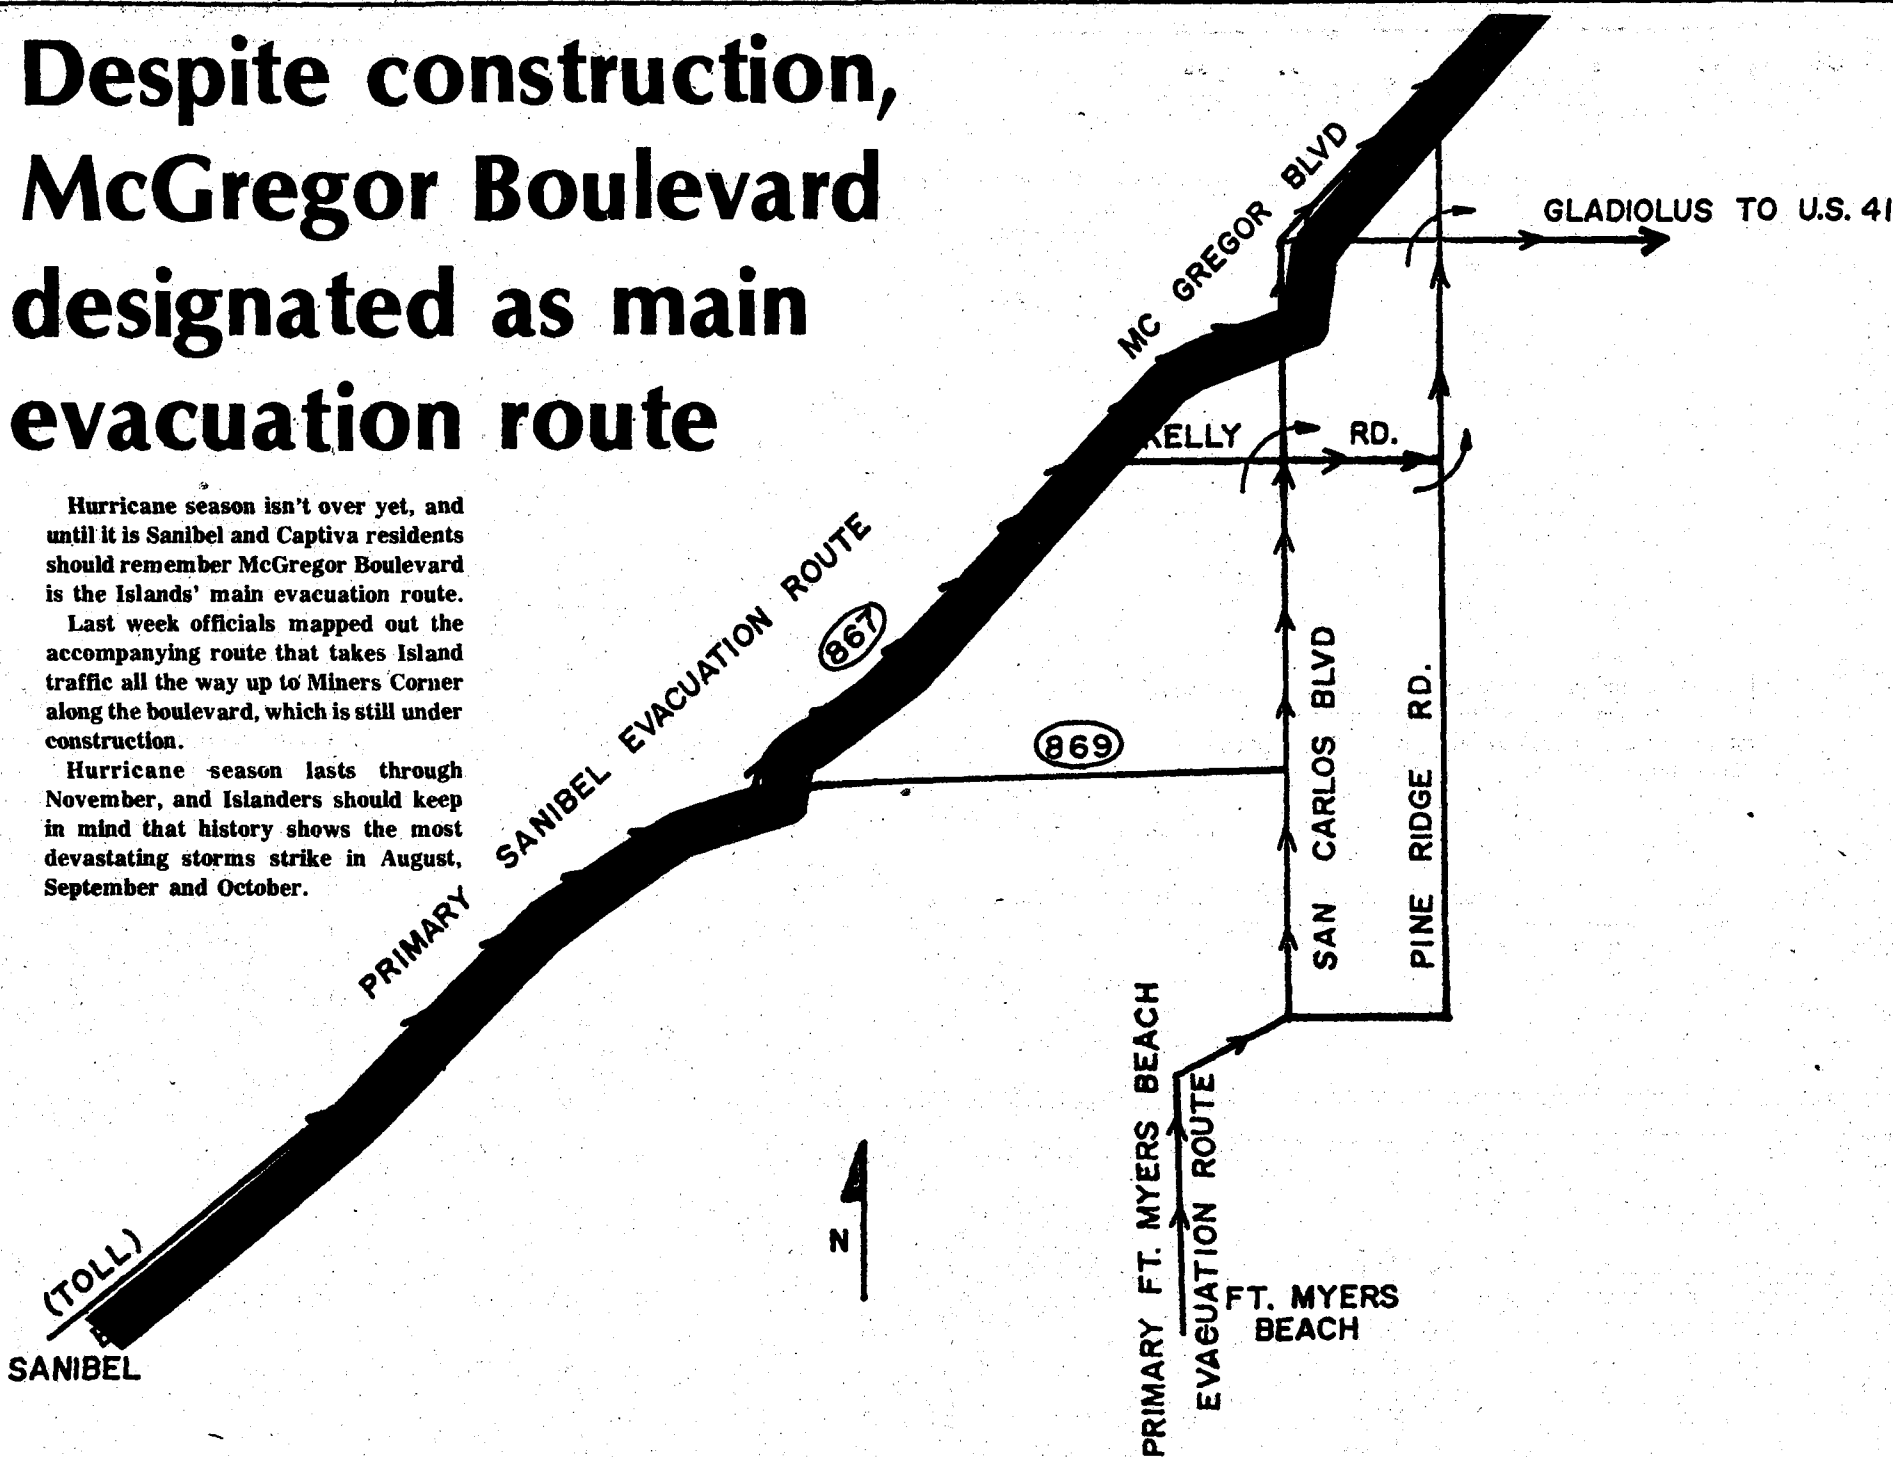 Despite construction,
McGregor Boulevard
designated as main
evacuation route
Hurricane season isn't over yet, and
until it is Sanibel and Captiva residents
should remember McGregor Boulevard
is the Islands' main evacuation route.
Last week officials mapped out the
accompanying route that takes Island
traffic all the way up to Miners Corner
along the boulevard, which is still under
construction.
Hurricane season lasts through
November, and Islanders should keep
in mind that history shows the most
devastating storms strike in August,
September and October.
MC GREGOR BLVD
GLADIOLUS TO U.S. 41
KELLY RD.
PRIMARY SANIBEL EVACUATION ROUTE
867
869
SAN CARLOS BLVD
PINE RIDGE RD.
PRIMARY FT. MYERS BEACH
EVACUATION ROUTE
FT. MYERS
BEACH
N
(TOLL)
SANIBEL